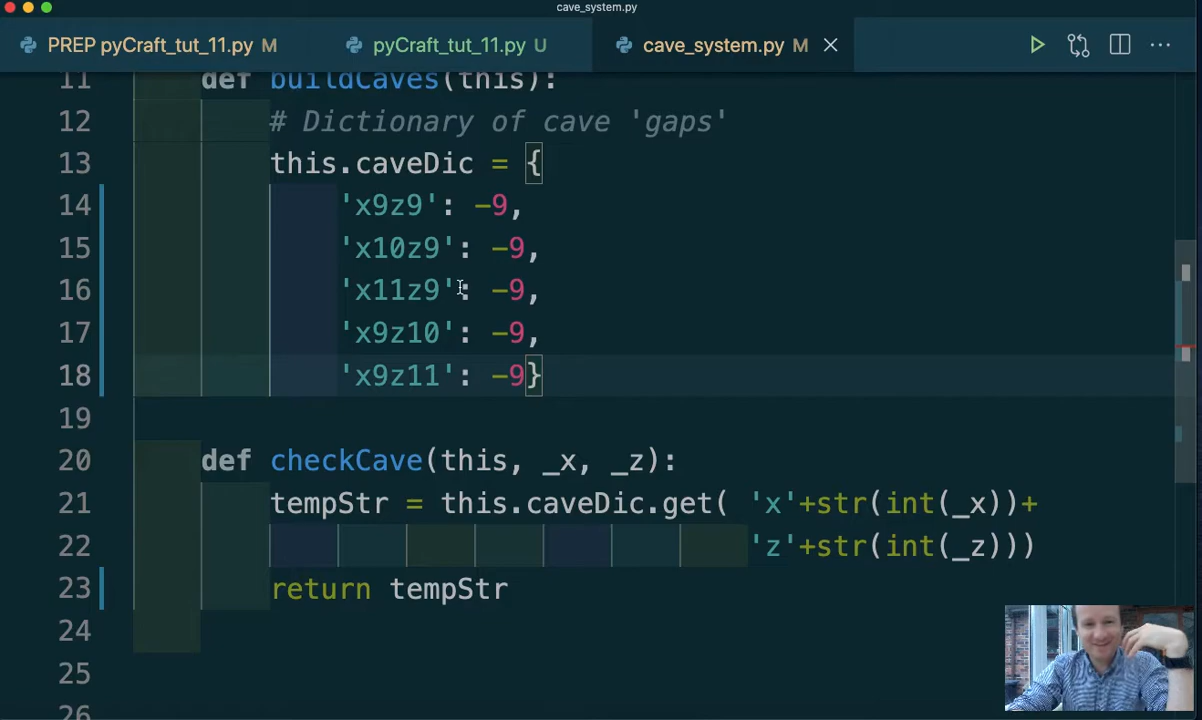 cave_system.py
PREP pyCraft_tut_11.py M pyCraft_tut_11.py U cave_system.py M
11 def buildCaves(this):
12 # Dictionary of cave 'gaps'
13 this.caveDic = {
14 'x9z9': -9,
15 'x10z9': -9,
16 'x11z9': -9,
17 'x9z10': -9,
18 'x9z11': -9}
19
20 def checkCave(this, _x, _z):
21 tempStr = this.caveDic.get( 'x'+str(int(_x))+
22 'z'+str(int(_z)))
23 return tempStr
24
25
26